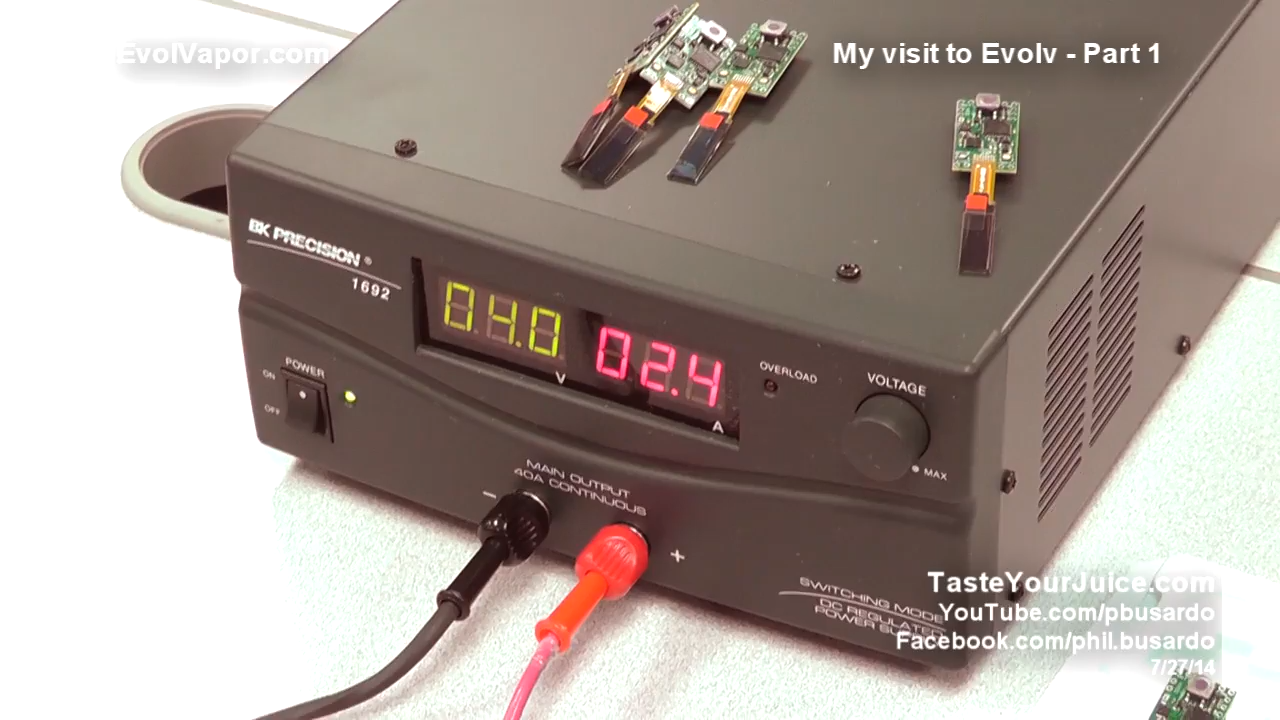 EvolVapor.com
My visit to Evolv - Part 1
BK PRECISION ®
1692
04.0
02.4
V
A
POWER
ON
OFF
OVERLOAD
VOLTAGE
MAX
MAIN OUTPUT
40A CONTINUOUS
-
+
SWITCHING MODE
DC REGULATED
POWER
TasteYourJuice.com
YouTube.com/pbusardo
Facebook.com/phil.busardo
7/27/14